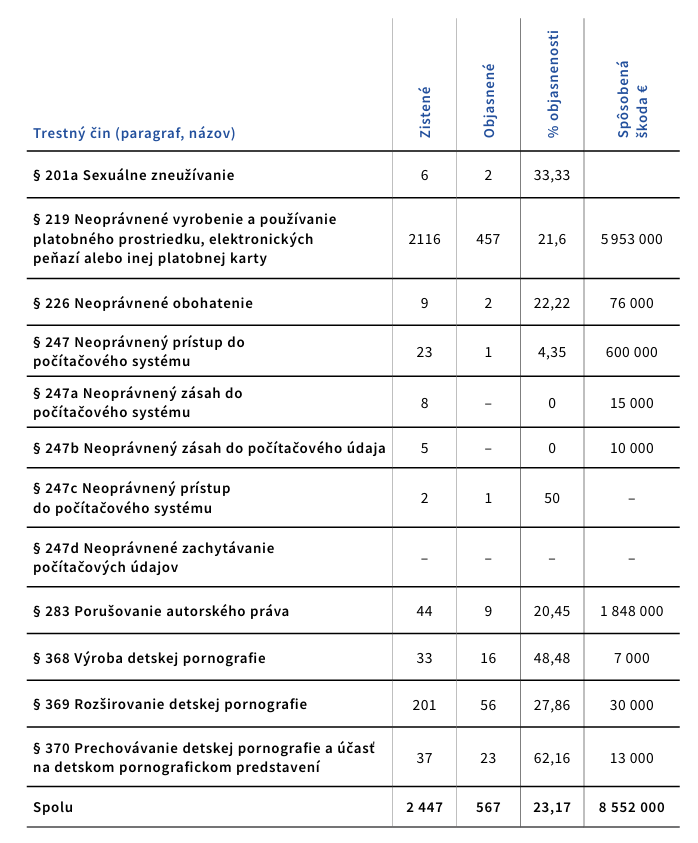 Trestný čin (paragraf, názov) Zistené Objasnené % objasnenosti Spôsobená
škoda €
§ 201a Sexuálne zneužívanie 6 2 33,33
§ 219 Neoprávnené vyrobenie a používanie
platobného prostriedku, elektronických 2116 457 21,6 5 953 000
peňazí alebo inej platobnej karty
§ 226 Neoprávnené obohatenie 9 2 22,22 76 000
§ 247 Neoprávnený prístup do
počítačového systému 23 1 4,35 600 000
§ 247a Neoprávnený zásah do
počítačového systému 8 – 0 15 000
§ 247b Neoprávnený zásah do počítačového údaja 5 – 0 10 000
§ 247c Neoprávnený prístup
do počítačového systému 2 1 50 –
§ 247d Neoprávnené zachytávanie
počítačových údajov – – – –
§ 283 Porušovanie autorského práva 44 9 20,45 1 848 000
§ 368 Výroba detskej pornografie 33 16 48,48 7 000
§ 369 Rozširovanie detskej pornografie 201 56 27,86 30 000
§ 370 Prechovávanie detskej pornografie a účasť
na detskom pornografickom predstavení 37 23 62,16 13 000
Spolu 2 447 567 23,17 8 552 000